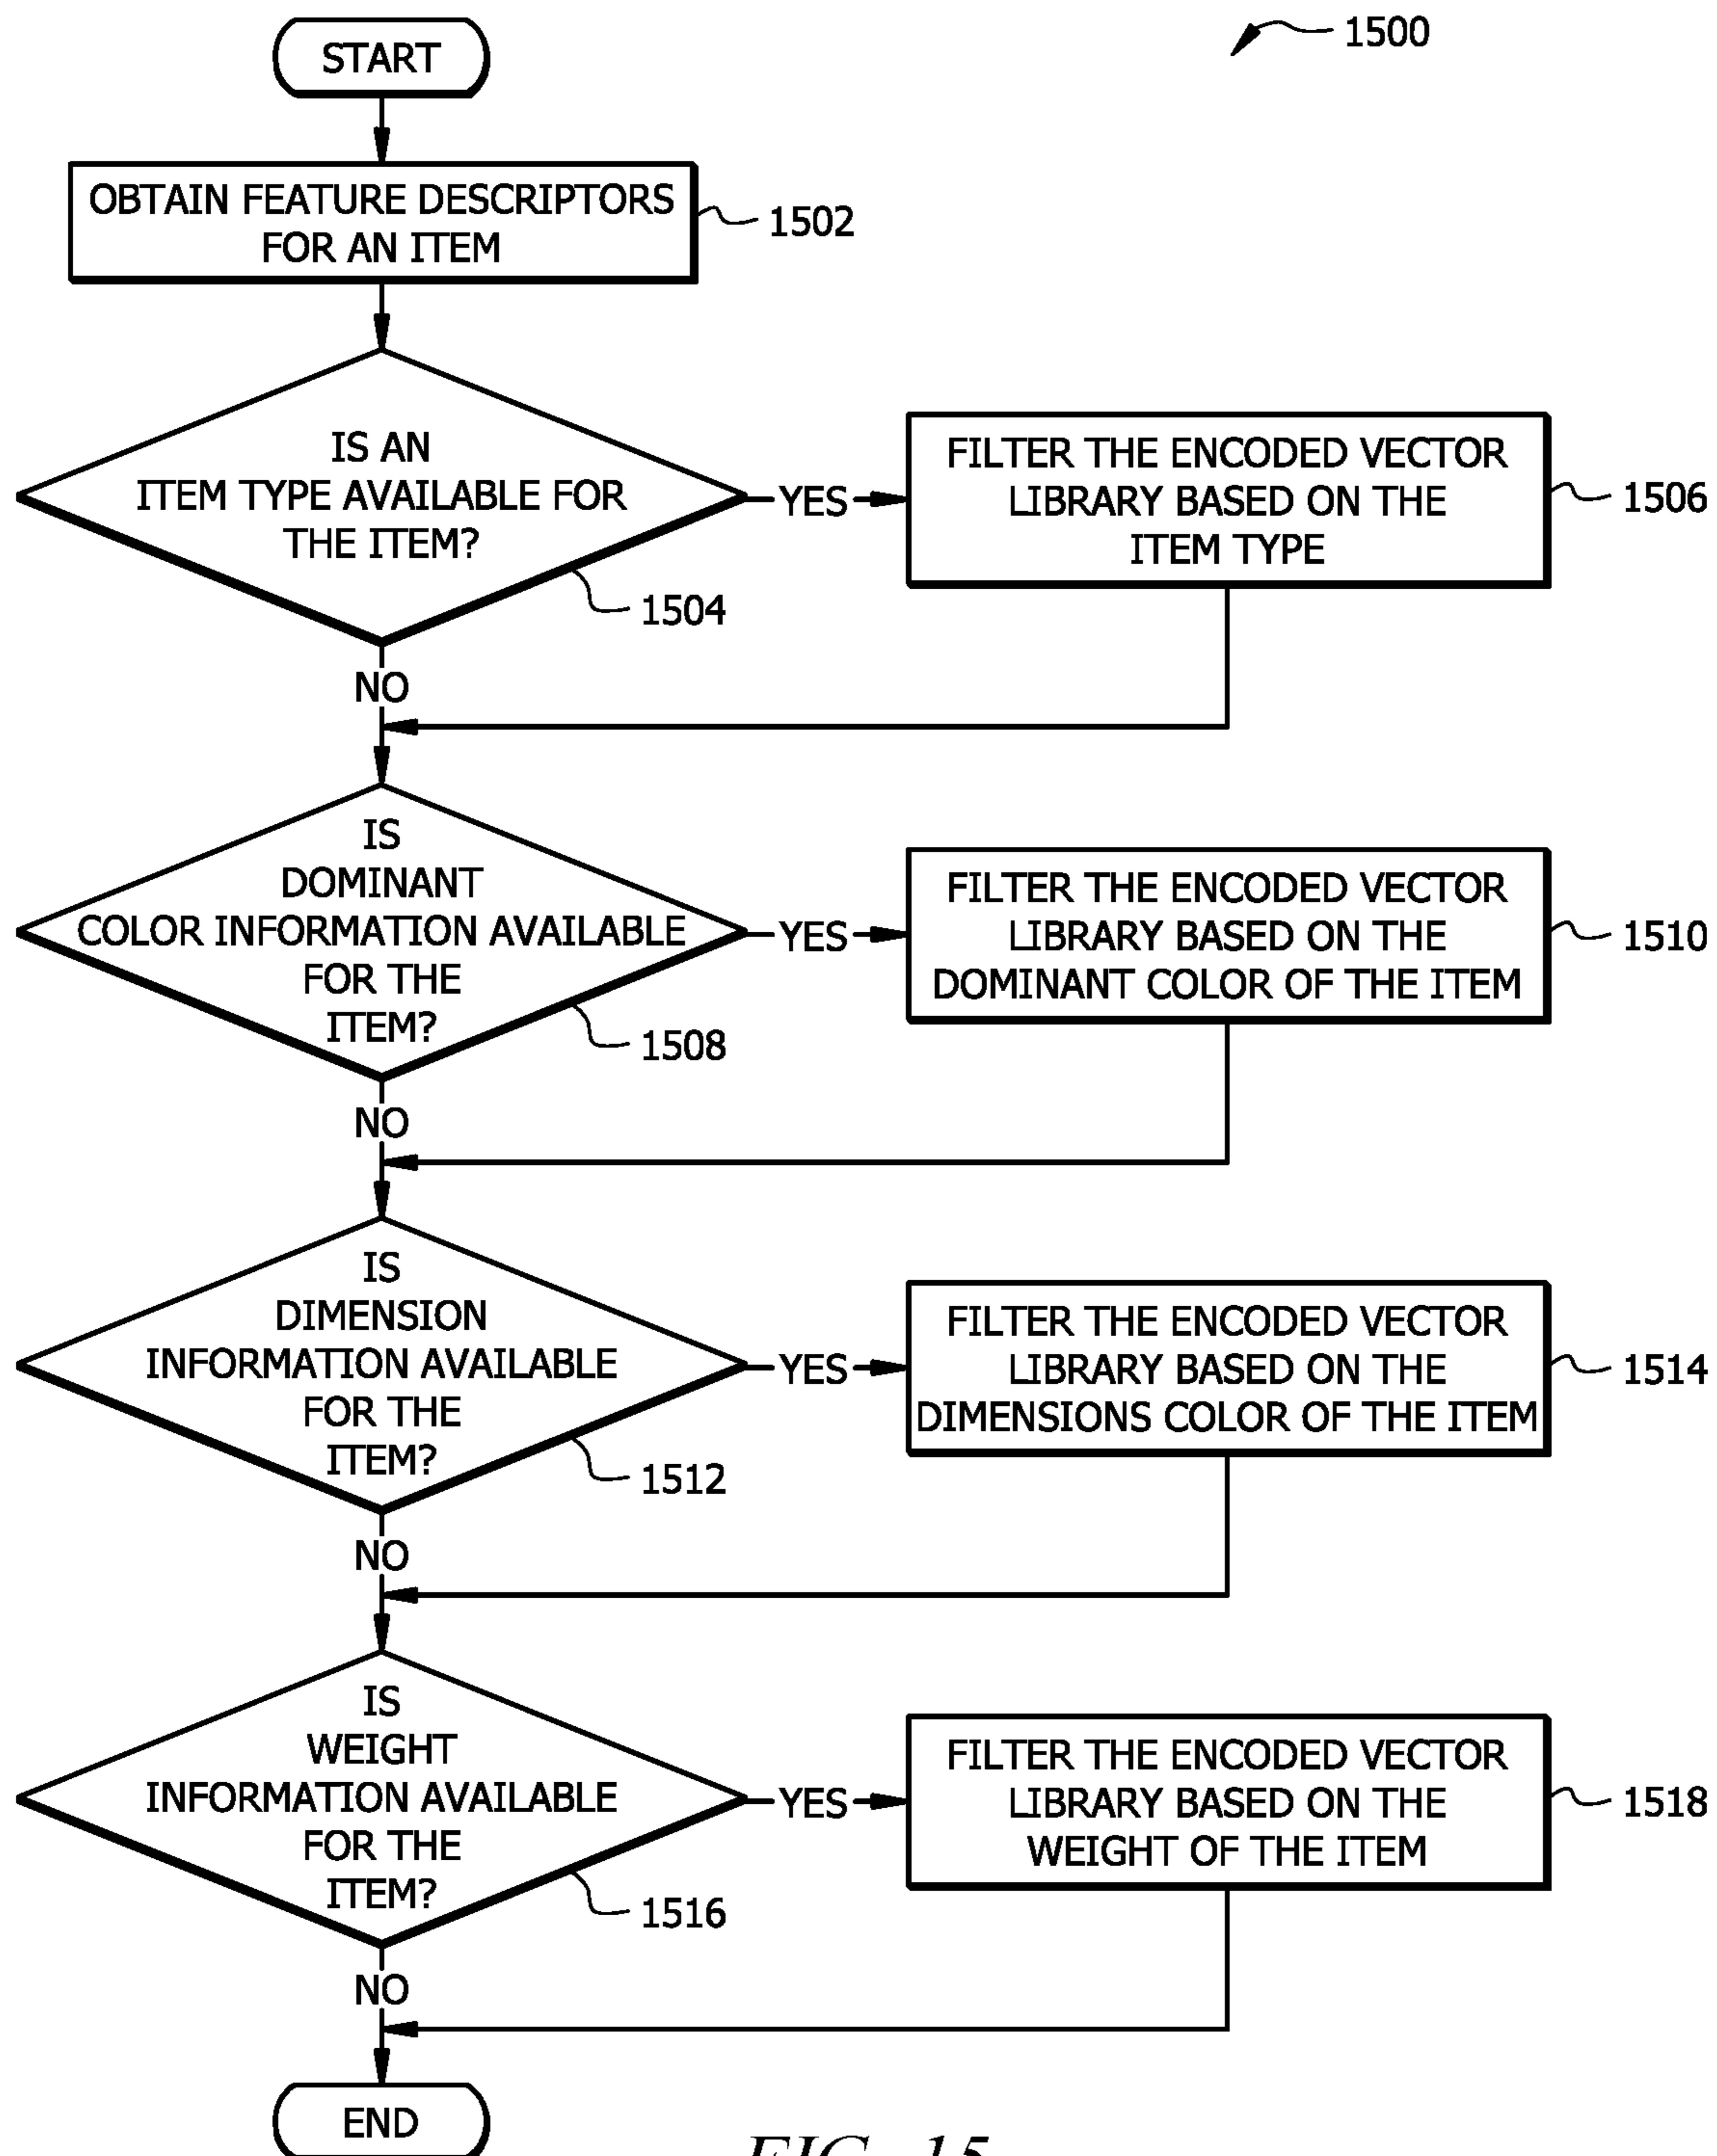 START
1500
OBTAIN FEATURE DESCRIPTORS
FOR AN ITEM
1502
IS AN
ITEM TYPE AVAILABLE FOR
THE ITEM?
1504
YES
FILTER THE ENCODED VECTOR
LIBRARY BASED ON THE
ITEM TYPE
1506
NO
IS
DOMINANT
COLOR INFORMATION AVAILABLE
FOR THE
ITEM?
1508
YES
FILTER THE ENCODED VECTOR
LIBRARY BASED ON THE
DOMINANT COLOR OF THE ITEM
1510
NO
IS
DIMENSION
INFORMATION AVAILABLE
FOR THE
ITEM?
1512
YES
FILTER THE ENCODED VECTOR
LIBRARY BASED ON THE
DIMENSIONS COLOR OF THE ITEM
1514
NO
IS
WEIGHT
INFORMATION AVAILABLE
FOR THE
ITEM?
1516
YES
FILTER THE ENCODED VECTOR
LIBRARY BASED ON THE
WEIGHT OF THE ITEM
1518
NO
END
FIG. 15